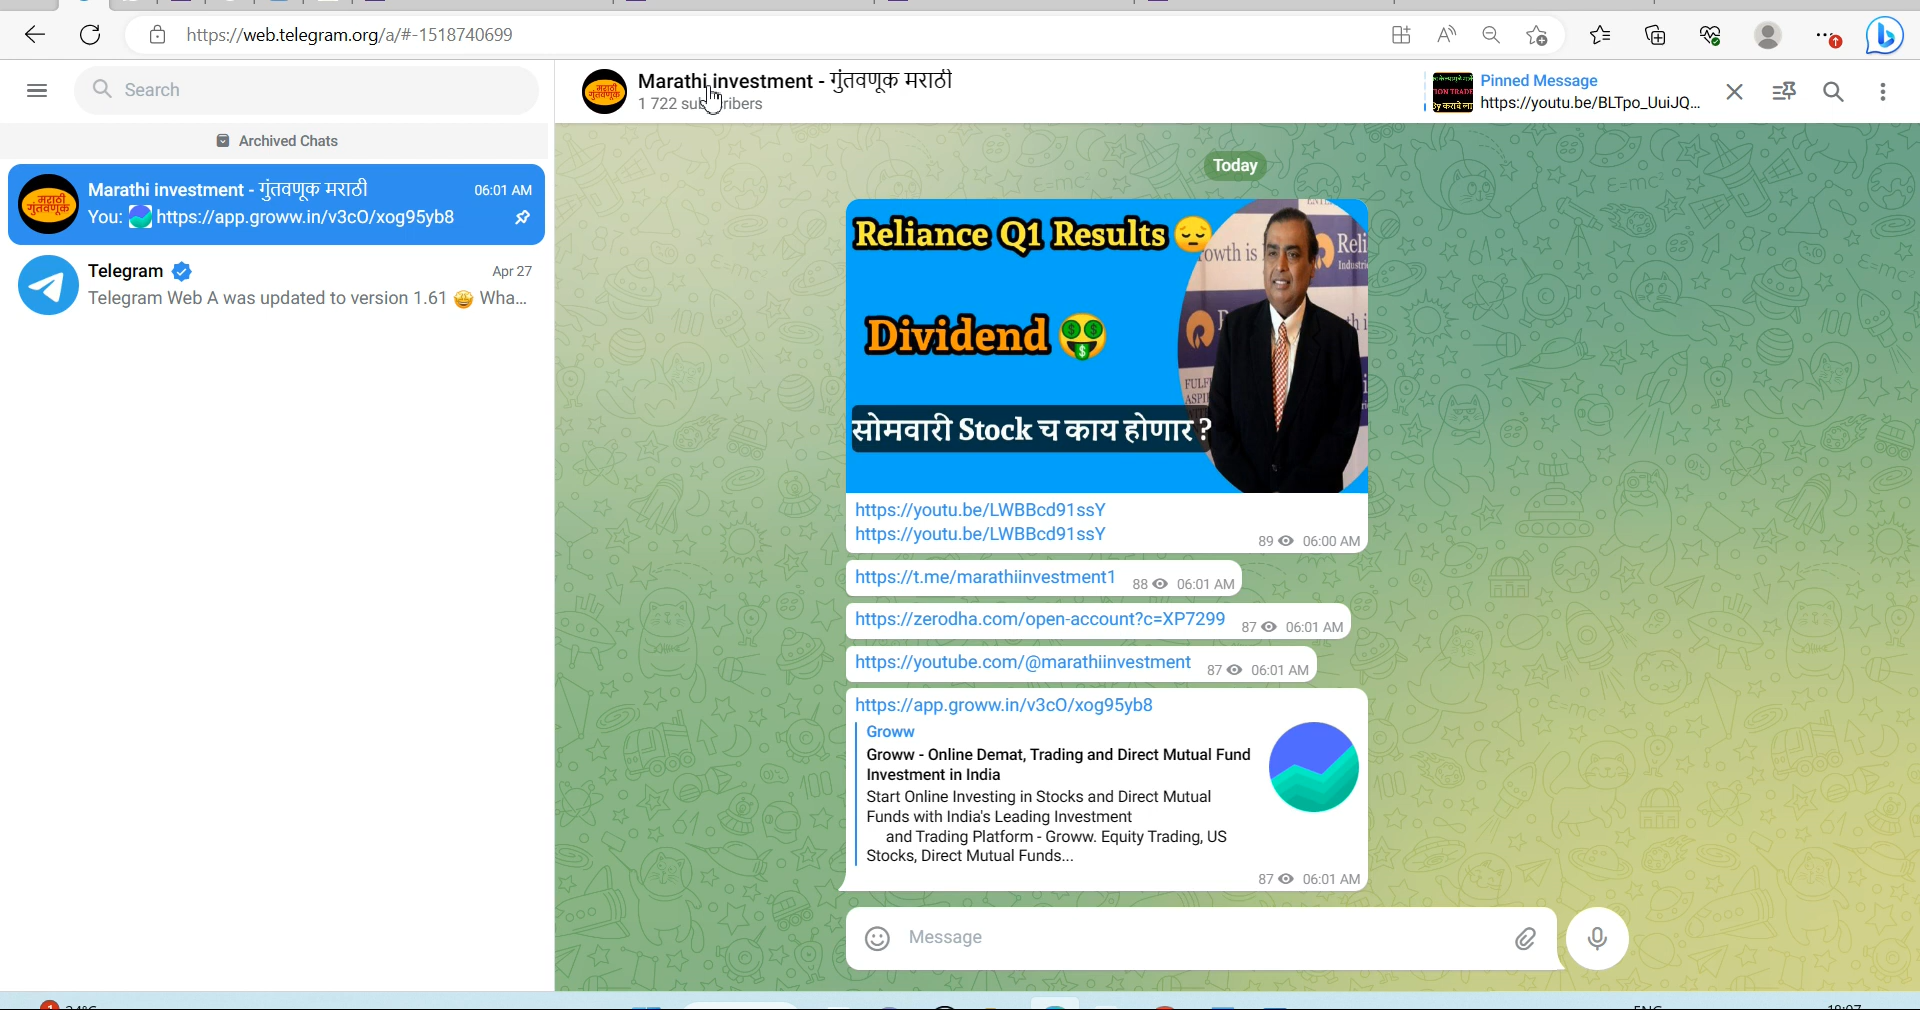 https://web.telegram.org/a/#-1518740699
Search
Archived Chats
मराठी
गुंतवणूक
Marathi investment - गुंतवणूक मराठी
06:01 AM
You: https://app.groww.in/v3cO/xog95yb8
Telegram
Apr 27
Telegram Web A was updated to version 1.61 🤩 Wha...
मराठी
गुंतवणूक
Marathi investment - गुंतवणूक मराठी
1 722 subscribers
Pinned Message
https://youtu.be/BLTpo_UuiJQ...
Today
Reliance Q1 Results 😔
Dividend 🤑
सोमवारी Stock च काय होणार ?
https://youtu.be/LWBBcd91ssY
https://youtu.be/LWBBcd91ssY
89 06:00 AM
https://t.me/marathiinvestment1
88 06:01 AM
https://zerodha.com/open-account?c=XP7299
87 06:01 AM
https://youtube.com/@marathiinvestment
87 06:01 AM
https://app.groww.in/v3cO/xog95yb8
Groww
Groww - Online Demat, Trading and Direct Mutual Fund
Investment in India
Start Online Investing in Stocks and Direct Mutual
Funds with India's Leading Investment
and Trading Platform - Groww. Equity Trading, US
Stocks, Direct Mutual Funds...
87 06:01 AM
Message